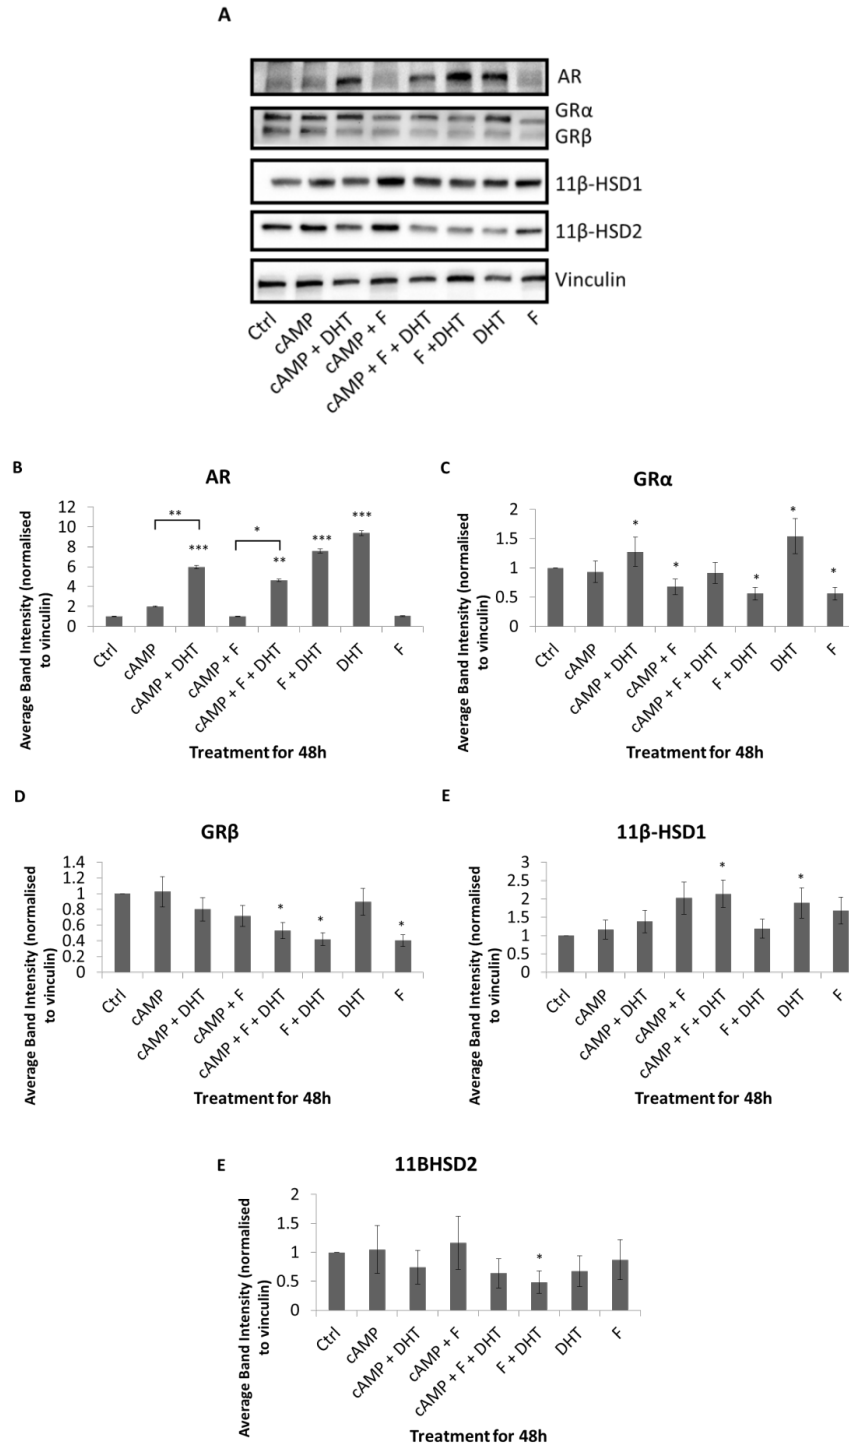 A
AR
GRα
GRβ
11β-HSD1
11β-HSD2
Vinculin
Ctrl
cAMP
cAMP + DHT
cAMP + F
cAMP + F + DHT
F +DHT
DHT
F
B
AR
Average Band Intensity (normalised
to vinculin)
12
10
8
6
4
2
0
**
***
*
**
***
***
Ctrl
cAMP
cAMP + DHT
cAMP + F
cAMP + F + DHT
F + DHT
DHT
F
Treatment for 48h
C
GRα
Average Band Intensity (normalised
to vinculin)
2
1.5
1
0.5
0
*
*
*
*
*
Ctrl
cAMP
cAMP + DHT
cAMP + F
cAMP + F + DHT
F + DHT
DHT
F
Treatment for 48h
D
GRβ
Average Band Intensity (normalised
to vinculin)
1.4
1.2
1
0.8
0.6
0.4
0.2
0
*
*
*
Ctrl
cAMP
cAMP + DHT
cAMP + F
cAMP + F + DHT
F + DHT
DHT
F
Treatment for 48h
E
11β-HSD1
Average Band Intensity (normalised
to vinculin)
3
2.5
2
1.5
1
0.5
0
*
*
Ctrl
cAMP
cAMP + DHT
cAMP + F
cAMP + F + DHT
F + DHT
DHT
F
Treatment for 48h
E
11BHSD2
Average Band Intensity (normalised
to vinculin)
2
1.5
1
0.5
0
*
Ctrl
cAMP
cAMP + DHT
cAMP + F
cAMP + F + DHT
F + DHT
DHT
F
Treatment for 48h